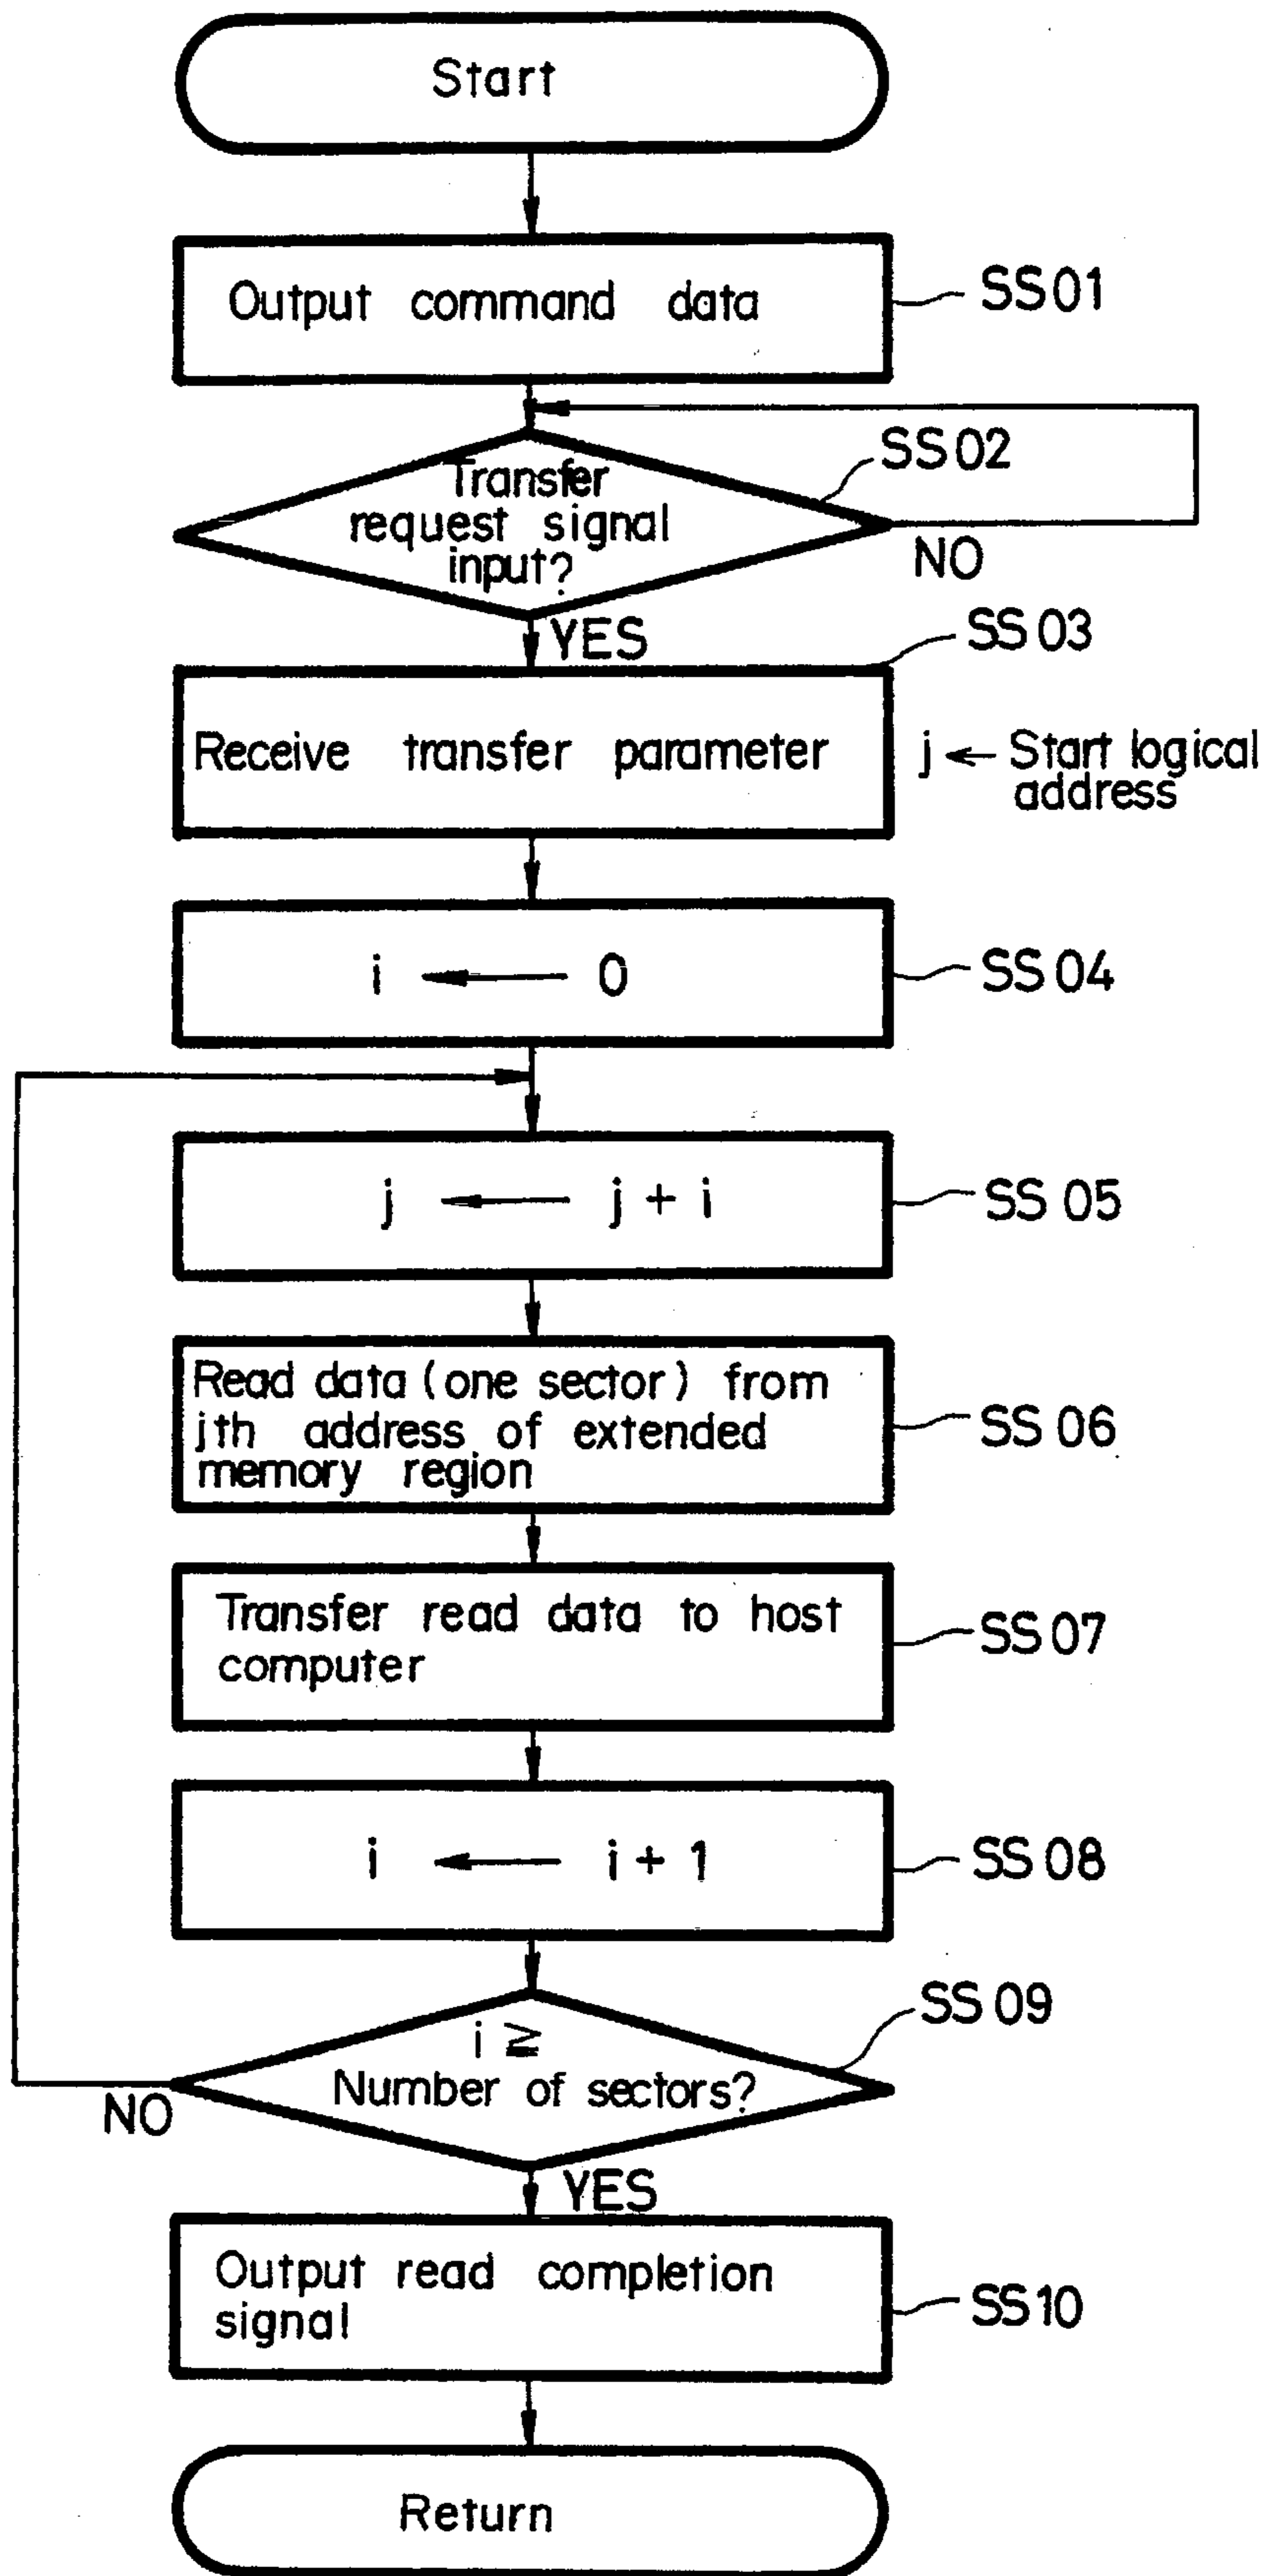 Start
Output command data
SS01
Transfer
request signal
input?
SS02
NO
YES
SS03
Receive transfer parameter
j ← Start logical
address
i ← 0
SS04
j ← j + i
SS05
Read data (one sector) from
jth address of extended
memory region
SS06
Transfer read data to host
computer
SS07
i ← i + 1
SS08
i ≧
Number of sectors?
SS09
NO
YES
Output read completion
signal
SS10
Return